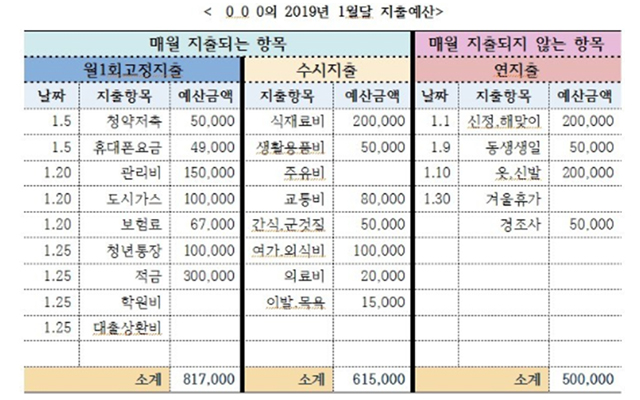 < 0 0 0의 2019년 1월달 지출예산>
매월 지출되는 항목 매월 지출되지 않는 항목
월1회고정지출 수시지출 연지출
날짜 지출항목 예산금액 지출항목 예산금액 날짜 지출항목 예산금액
1.5 청약저축 50,000 식재료비 200,000 1.1 신정,해맞이 200,000
1.5 휴대폰요금 49,000 생활용품비 50,000 1.9 동생생일 50,000
1.20 관리비 150,000 주유비 1.10 옷,신발 200,000
1.20 도시가스 100,000 교통비 80,000 1.30 겨울휴가
1.20 보험료 67,000 간식,군것질 50,000 경조사 50,000
1.25 청년통장 100,000 여가,외식비 100,000
1.25 적금 300,000 의료비 20,000
1.25 학원비 이발,목욕 15,000
1.25 대출상환비
소계 817,000 소계 615,000 소계 500,000